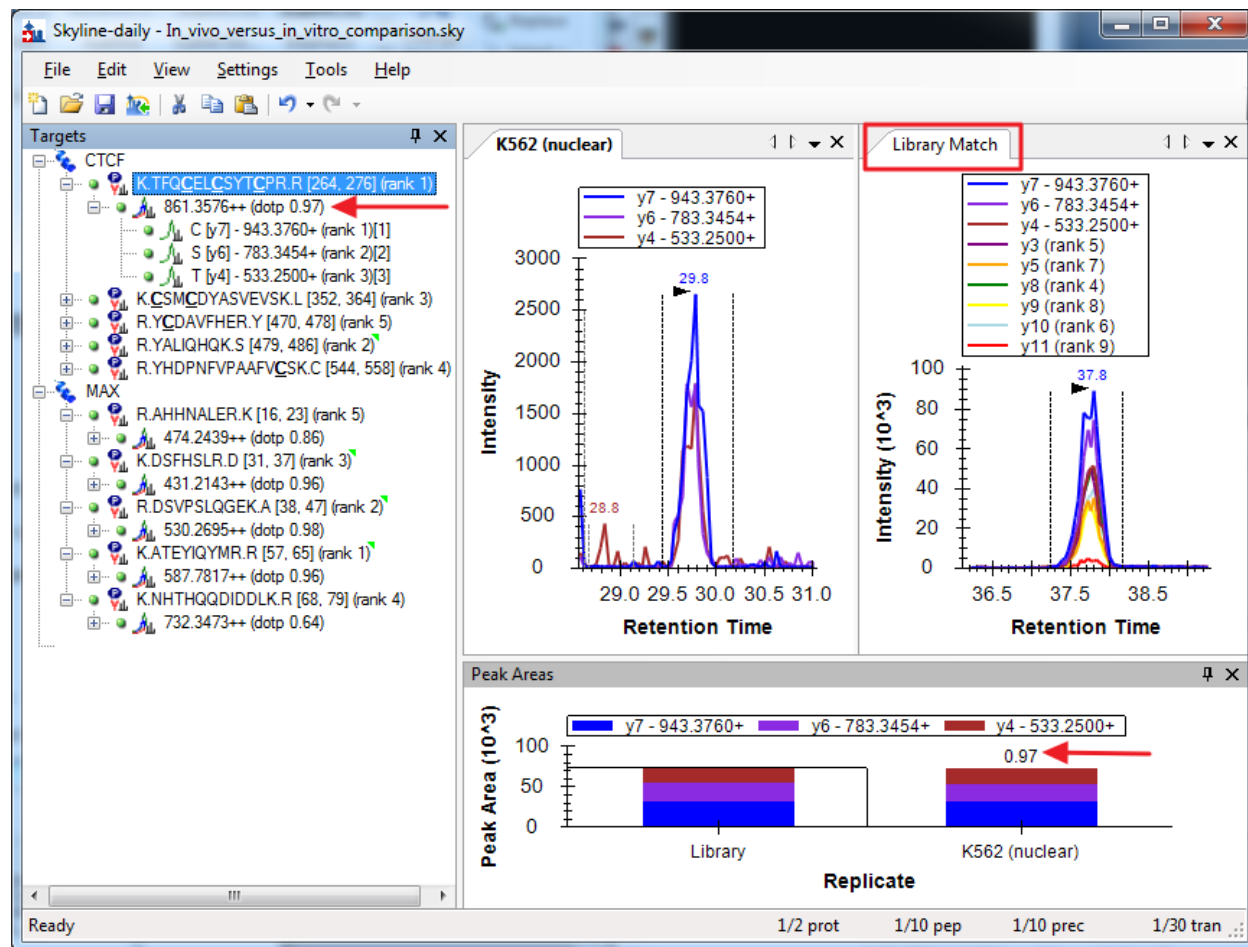 Skyline-daily - In_vivo_versus_in_vitro_comparison.sky
File Edit View Settings Tools Help
Targets
CTCF
K.TFQCELCSYTCPR.R [264, 276] (rank 1)
861.3576++ (dotp 0.97)
C [y7] - 943.3760+ (rank 1)[1]
S [y6] - 783.3454+ (rank 2)[2]
T [y4] - 533.2500+ (rank 3)[3]
K.CSMCDYASVEVSK.L [352, 364] (rank 3)
R.YCDAVFHER.Y [470, 478] (rank 5)
R.YALIQHQK.S [479, 486] (rank 2)
R.YHDPNFVPAAFVCSK.C [544, 558] (rank 4)
MAX
R.AHHNALER.K [16, 23] (rank 5)
474.2439++ (dotp 0.86)
K.DSFHSLR.D [31, 37] (rank 3)
431.2143++ (dotp 0.96)
R.DSVPSLQGEK.A [38, 47] (rank 2)
530.2695++ (dotp 0.98)
K.ATEYIQYMR.R [57, 65] (rank 1)
587.7817++ (dotp 0.96)
K.NHTHQQDIDDLK.R [68, 79] (rank 4)
732.3473++ (dotp 0.64)
K562 (nuclear)
y7 - 943.3760+
y6 - 783.3454+
y4 - 533.2500+
3000
2500
2000
1500
1000
500
0
Intensity
29.8
28.8
29.0 29.5 30.0 30.5 31.0
Retention Time
Library Match
y7 - 943.3760+
y6 - 783.3454+
y4 - 533.2500+
y3 (rank 5)
y5 (rank 7)
y8 (rank 4)
y9 (rank 8)
y10 (rank 6)
y11 (rank 9)
100
80
60
40
20
0
Intensity (10^3)
37.8
36.5 37.5 38.5
Retention Time
Peak Areas
y7 - 943.3760+ y6 - 783.3454+ y4 - 533.2500+
100
50
0
Peak Area (10^3)
0.97
Library K562 (nuclear)
Replicate
Ready 1/2 prot 1/10 pep 1/10 prec 1/30 tran